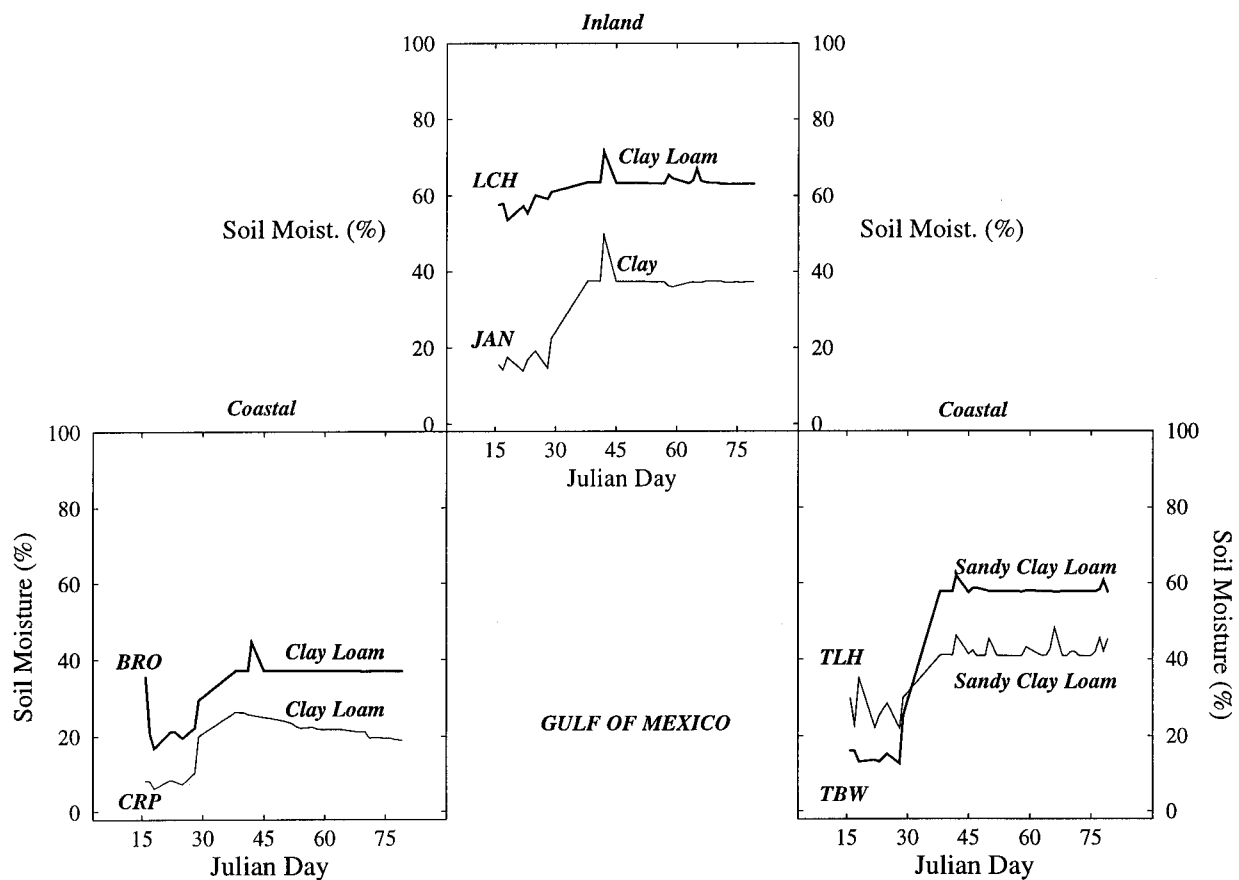 Inland
100
100
80
80
Clay Loam
LCH
60
60
Soil Moist. (%)
Soil Moist. (%)
Clay
40
40
JAN
20
20
Coastal
0
0
Coastal
15 30 45 60 75
Julian Day
100
80
60
40
20
0
Soil Moisture (%)
BRO
Clay Loam
Clay Loam
CRP
15 30 45 60 75
Julian Day
GULF OF MEXICO
100
80
60
40
20
0
Soil Moisture (%)
Sandy Clay Loam
TLH
Sandy Clay Loam
TBW
15 30 45 60 75
Julian Day